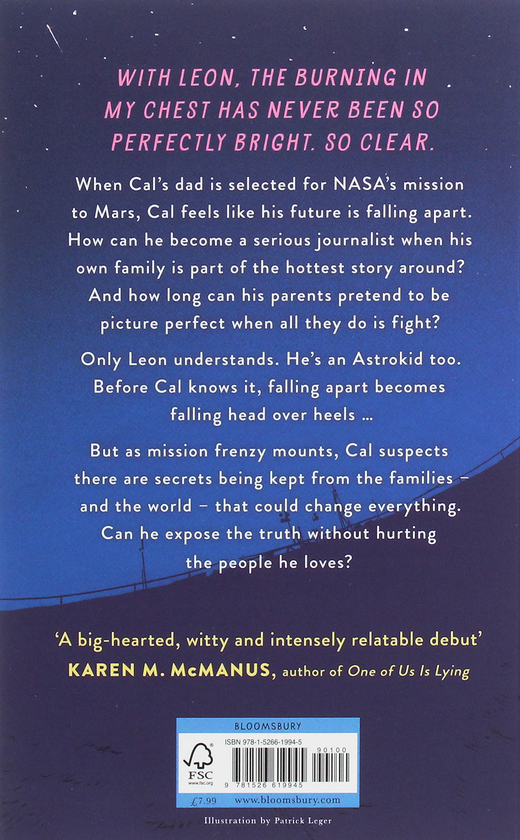 WITH LEON, THE BURNING IN
MY CHEST HAS NEVER BEEN SO
PERFECTLY BRIGHT. SO CLEAR.
When Cal’s dad is selected for NASA’s mission
to Mars, Cal feels like his future is falling apart.
How can he become a serious journalist when his
own family is part of the hottest story around?
And how long can his parents pretend to be
picture perfect when all they do is fight?
Only Leon understands. He’s an Astrokid too.
Before Cal knows it, falling apart becomes
falling head over heels …
But as mission frenzy mounts, Cal suspects
there are secrets being kept from the families –
and the world – that could change everything.
Can he expose the truth without hurting
the people he loves?
‘A big-hearted, witty and intensely relatable debut’
KAREN M. McMANUS, author of One of Us Is Lying
BLOOMSBURY
ISBN 978-1-5266-1994-5
90100
FSC
www.fsc.org
9 781526 619945
£7.99
www.bloomsbury.com
Illustration by Patrick Leger